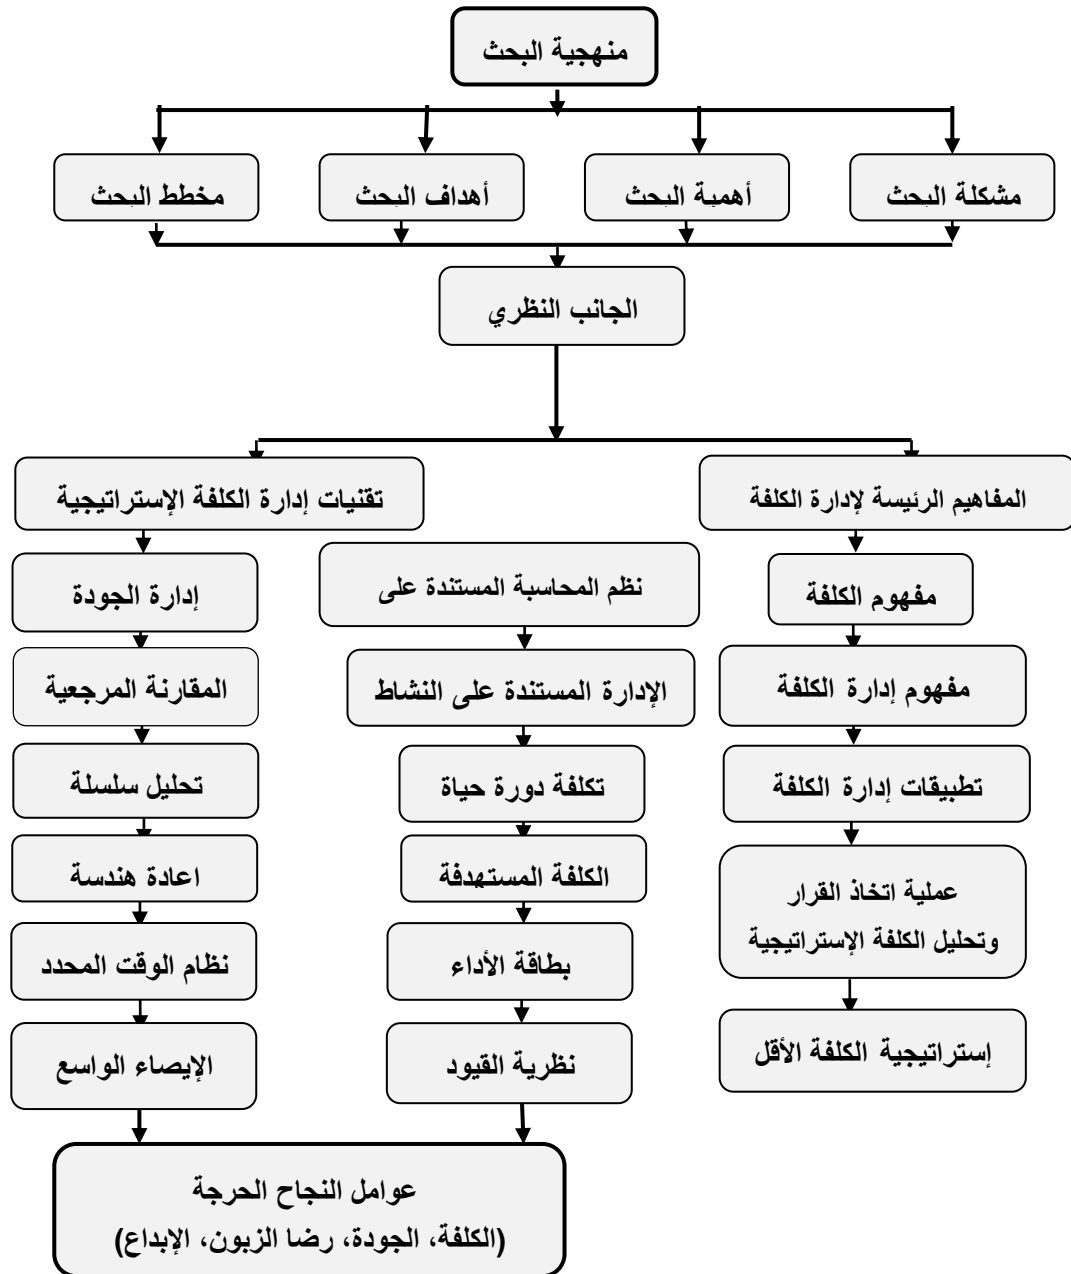 منهجية البحث
مشكلة البحث
أهمية البحث
أهداف البحث
مخطط البحث
الجانب النظري
المفاهيم الرئيسة لإدارة الكلفة
تقنيات إدارة الكلفة الإستراتيجية
مفهوم الكلفة
مفهوم إدارة الكلفة
تطبيقات إدارة الكلفة
عملية اتخاذ القرار
وتحليل الكلفة الإستراتيجية
إستراتيجية الكلفة الأقل
نظم المحاسبة المستندة على
الإدارة المستندة على النشاط
تكلفة دورة حياة
الكلفة المستهدفة
بطاقة الأداء
نظرية القيود
إدارة الجودة
المقارنة المرجعية
تحليل سلسلة
اعادة هندسة
نظام الوقت المحدد
الإيصاء الواسع
عوامل النجاح الحرجة
(الكلفة، الجودة، رضا الزبون، الإبداع)